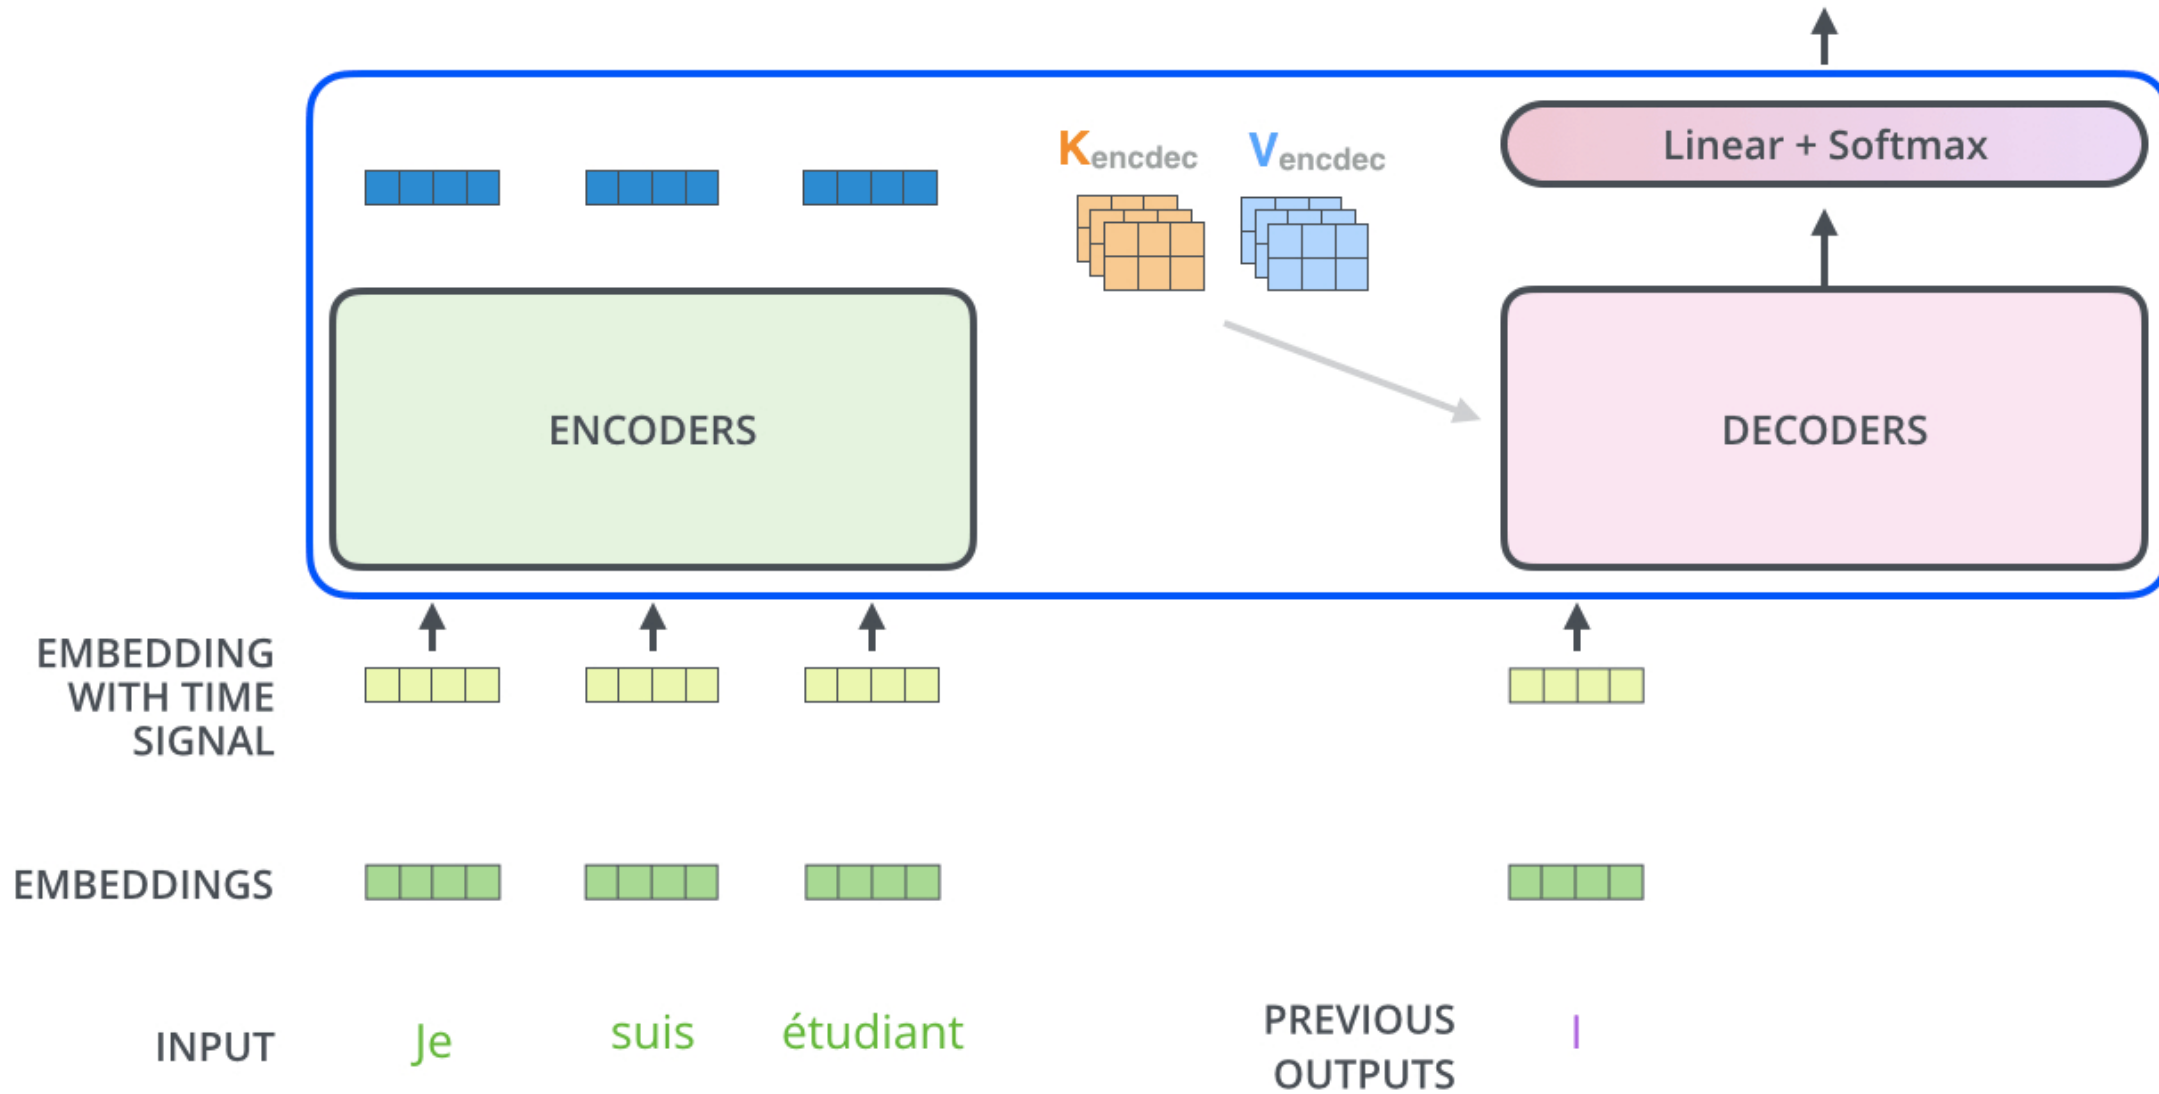 Kencdec Vencdec
Linear + Softmax
ENCODERS
DECODERS
EMBEDDING
WITH TIME
SIGNAL
EMBEDDINGS
INPUT
Je suis étudiant
PREVIOUS
OUTPUTS
I